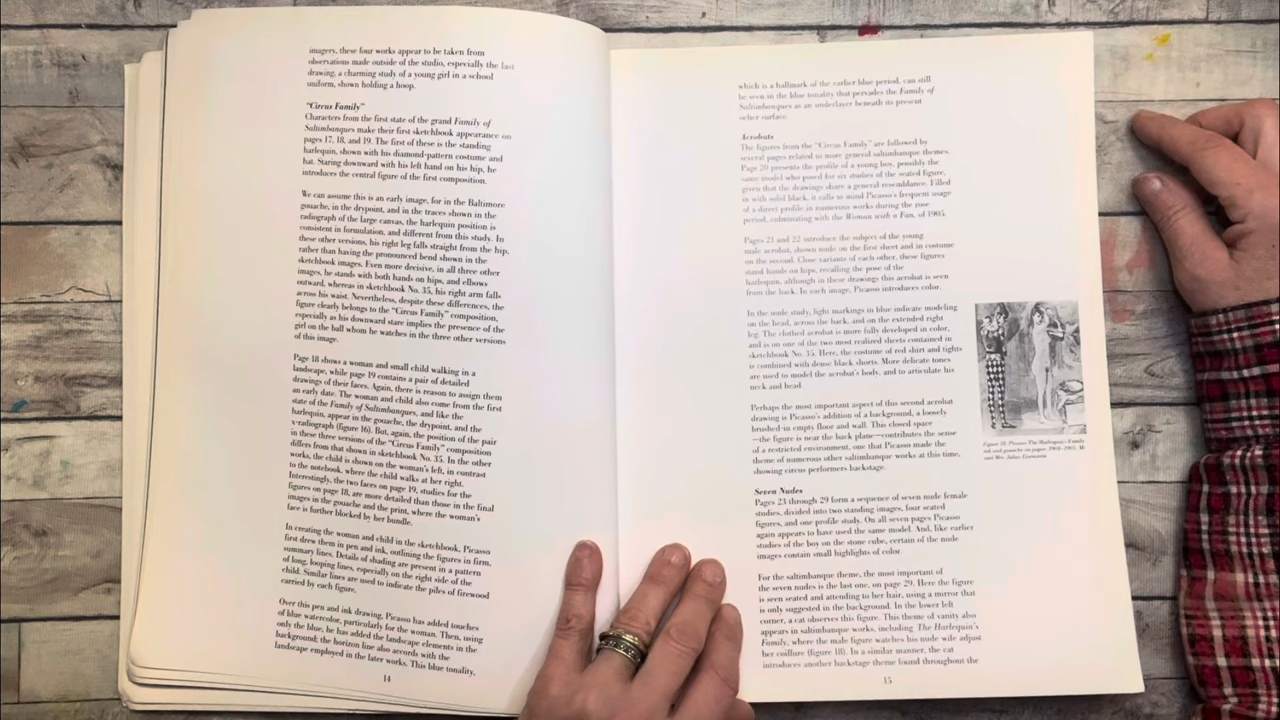 imagery, these four works appear to be taken from
observations made outside of the studio, especially the last
drawing, a charming study of a young girl in a school
uniform, shown holding a hoop.
“Circus Family”
Characters from the first state of the grand Family of
Saltimbanques make their first sketchbook appearance on
pages 17, 18, and 19. The first of these is the standing
harlequin, shown with his diamond-pattern costume and
hat. Staring downward with his left hand on his hip, he
introduces the central figure of the first composition.
We can assume this is an early image, for in the Baltimore
gouache, in the drypoint, and in the traces shown in the
radiograph of the large canvas, the harlequin position is
consistent in formulation, and different from this study. In
these other versions, his right leg falls straight from the hip,
rather than having the pronounced bend shown in the
sketchbook images. Even more decisive, in all three other
images, he stands with both hands on hips, and elbows
outward, whereas in sketchbook No. 35, his right arm falls
across his waist. Nevertheless, despite these differences, the
figure clearly belongs to the “Circus Family” composition,
especially as his downward stare implies the presence of the
girl on the ball whom he watches in the three other versions
of this image.
Page 18 shows a woman and small child walking in a
landscape, while page 19 contains a pair of detailed
drawings of their faces. Again, there is reason to assign them
an early date. The woman and child also come from the first
state of the Family of Saltimbanques, and like the
harlequin, appear in the gouache, the drypoint, and the
x-radiograph (figure 16). But, again, the position of the pair
in these three versions of the “Circus Family” composition
differs from that shown in sketchbook No. 35. In the other
works, the child is on the woman’s left, in contrast
to the notebook, where the child walks at her right.
Interestingly, the two faces on page 19, studies for the
figures on page 18, are more detailed than those in the final
images in the gouache and the print, where the woman’s
face is further blocked by her bundle.
In creating the woman and child in the sketchbook, Picasso
first drew them in pen and ink, outlining the figures in firm,
summary lines. Details of shading are present in a pattern
of long, looping lines, especially on the right side of the
child. Similar lines are used to indicate the piles of firewood
carried by each figure.
Over this pen and ink drawing, Picasso has added touches
of blue watercolor, particularly for the woman. Then, using
only the blue, he has added the landscape elements in the
background; the horizon line also accords with the
landscape employed in the later works. This blue tonality,
14
which is a hallmark of the earlier blue period, can still
be seen in the blue tonality that pervades the Family of
Saltimbanques as an underlayer beneath its present
ocher surface.
Acrobats
The figures from the “Circus Family” are followed by
several pages related to more general saltimbanque themes.
Page 20 presents the profile of a young boy, possibly the
same model who posed for six studies of the seated figure,
given that the drawings share a general resemblance. Filled
in with solid black, it calls to mind Picasso’s frequent usage
of a direct profile in numerous works during the rose
period, culminating with the Woman with a Fan, of 1905.
Pages 21 and 22 introduce the subject of the young
male acrobat, shown nude on the first sheet and in costume
on the second. Close variants of each other, these figures
stand hands on hips, recalling the pose of the
harlequin, although in these drawings this acrobat is seen
from the back. In each image, Picasso introduces color.
In the nude study, light markings in blue indicate modeling
on the head, across the back, and on the extended right
leg. The clothed acrobat is more fully developed in color,
and is on one of the two most realized sheets contained in
sketchbook No. 35. Here, the costume of red shirt and tights
is combined with dense black shorts. More delicate tones
are used to model the acrobat’s body, and to articulate his
neck and head.
Perhaps the most important aspect of this second acrobat
drawing is Picasso’s addition of a background, a loosely
brushed-in empty floor and wall. This closed space
—the figure is near the back plane—contributes the sense
of a restricted environment, one that Picasso made the
theme of numerous other saltimbanque works at this time,
showing circus performers backstage.
Figure 18. Picasso The Harlequin's Family
ink and gouache on paper, 1904-1905, Mr
and Mrs. Julius Eisenstein
Seven Nudes
Pages 23 through 29 form a sequence of seven nude female
studies, divided into two standing images, four seated
figures, and one profile study. On all seven pages Picasso
again appears to have used the same model. And, like earlier
studies of the boy on the stone cube, certain of the nude
images contain small highlights of color.
For the saltimbanque theme, the most important of
the seven nudes is the last one, on page 29. Here the figure
is seen seated and attending to her hair, using a mirror that
is only suggested in the background. In the lower left
corner, a cat observes this figure. This theme of vanity also
appears in saltimbanque works, including The Harlequin’s
Family, where the male figure watches his nude wife adjust
her coiffure (figure 18). In a similar manner, the cat
introduces another backstage theme found throughout the
15